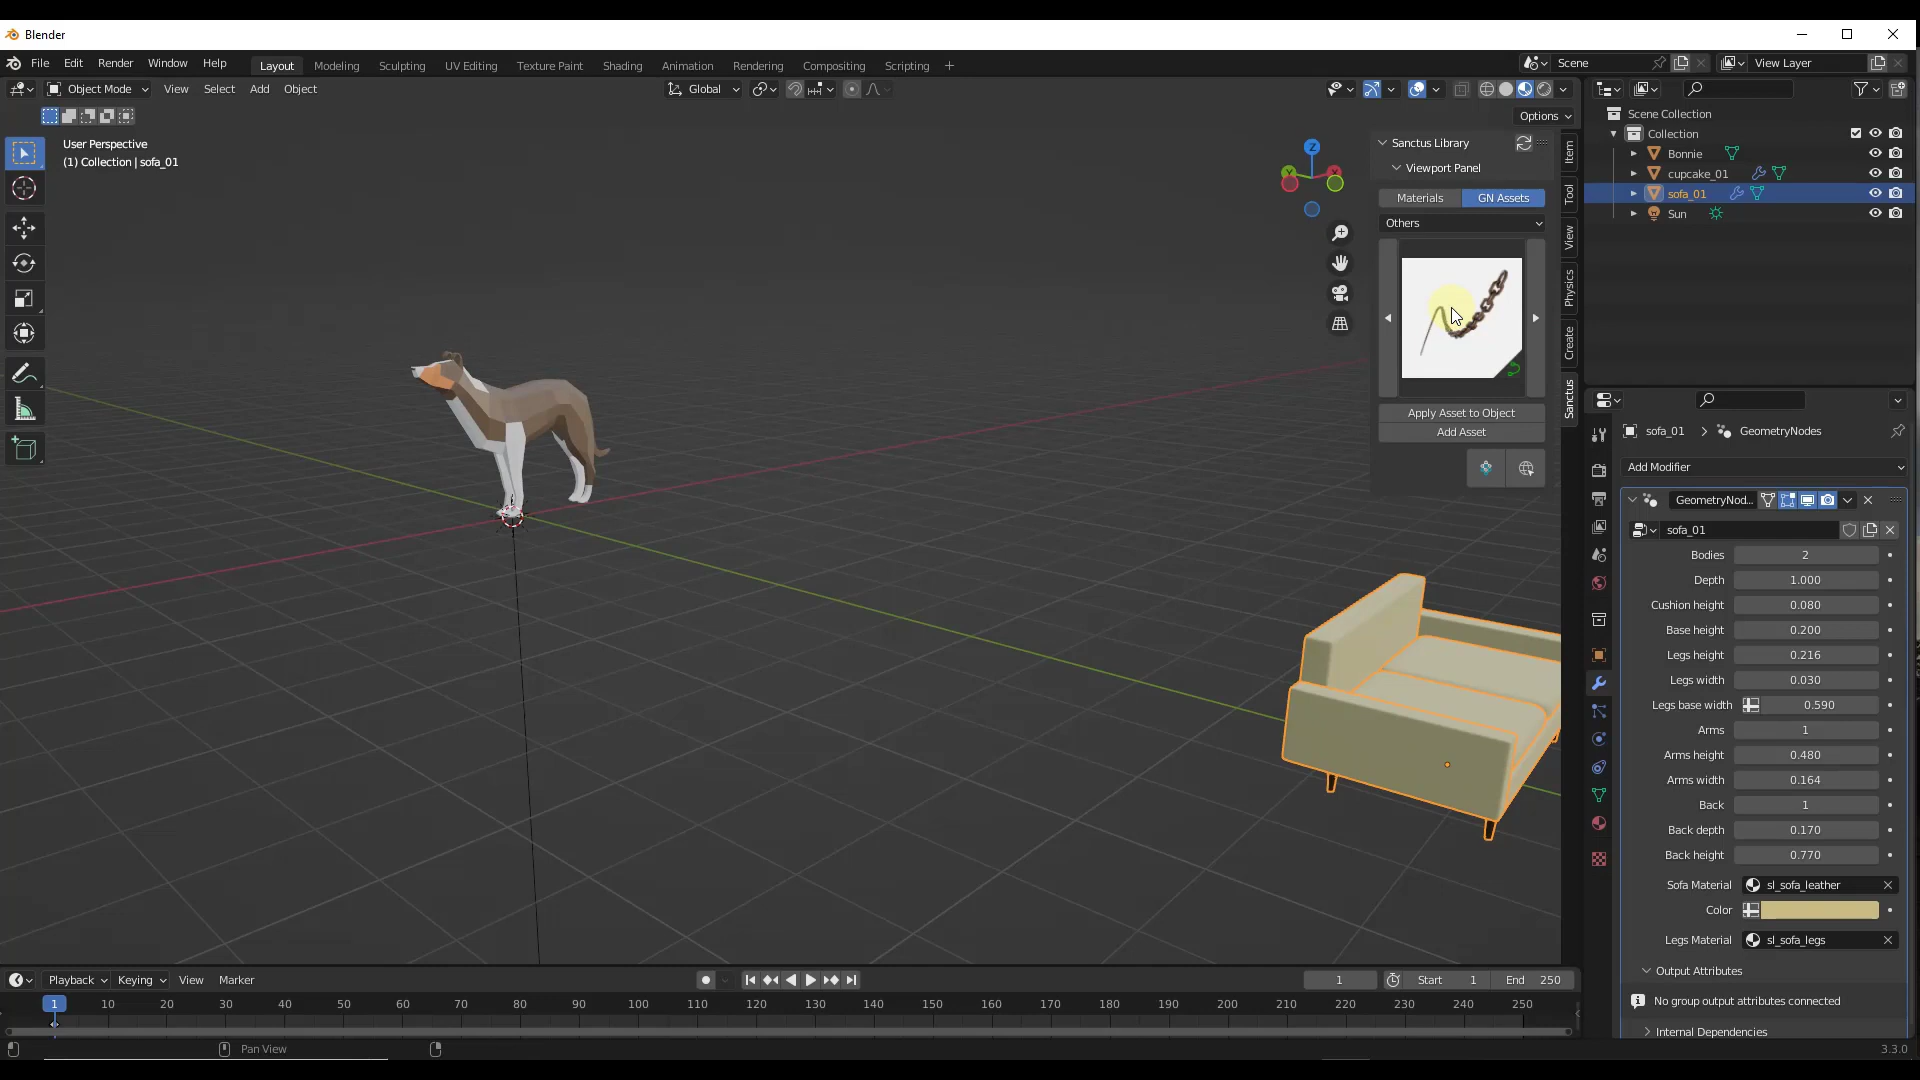 Blender
File Edit Render Window Help
Layout Modeling Sculpting UV Editing Texture Paint Shading Animation Rendering Compositing Scripting +
Scene
View Layer
Object Mode View Select Add Object
Global
Options
User Perspective
(1) Collection | sofa_01
Z
Sanctus Library
Viewport Panel
Materials GN Assets
Others
Apply Asset to Object
Add Asset
Item
Tool
View
Physics
Create
Sanctus
Scene Collection
Collection
Bonnie
cupcake_01
sofa_01
Sun
sofa_01 > GeometryNodes
Add Modifier
GeometryNod...
sofa_01
Bodies 2
Depth 1.000
Cushion height 0.080
Base height 0.200
Legs height 0.216
Legs width 0.030
Legs base width 0.590
Arms 1
Arms height 0.480
Arms width 0.164
Back 1
Back depth 0.170
Back height 0.770
Sofa Material sl_sofa_leather
Color
Legs Material sl_sofa_legs
Output Attributes
No group output attributes connected
Internal Dependencies
Playback Keying View Marker
1 Start 1 End 250
1 10 20 30 40 50 60 70 80 90 100 110 120 130 140 150 160 170 180 190 200 210 220 230 240 250
Pan View
3.3.0